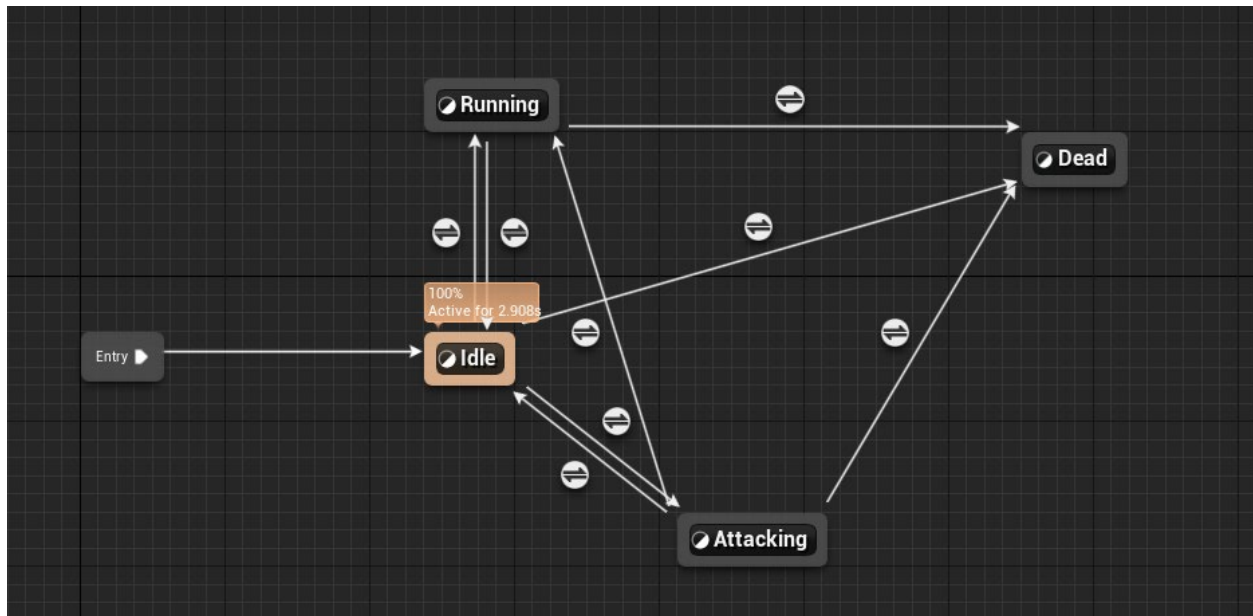 Running
Dead
100%
Active for 2.908s
Entry
Idle
Attacking